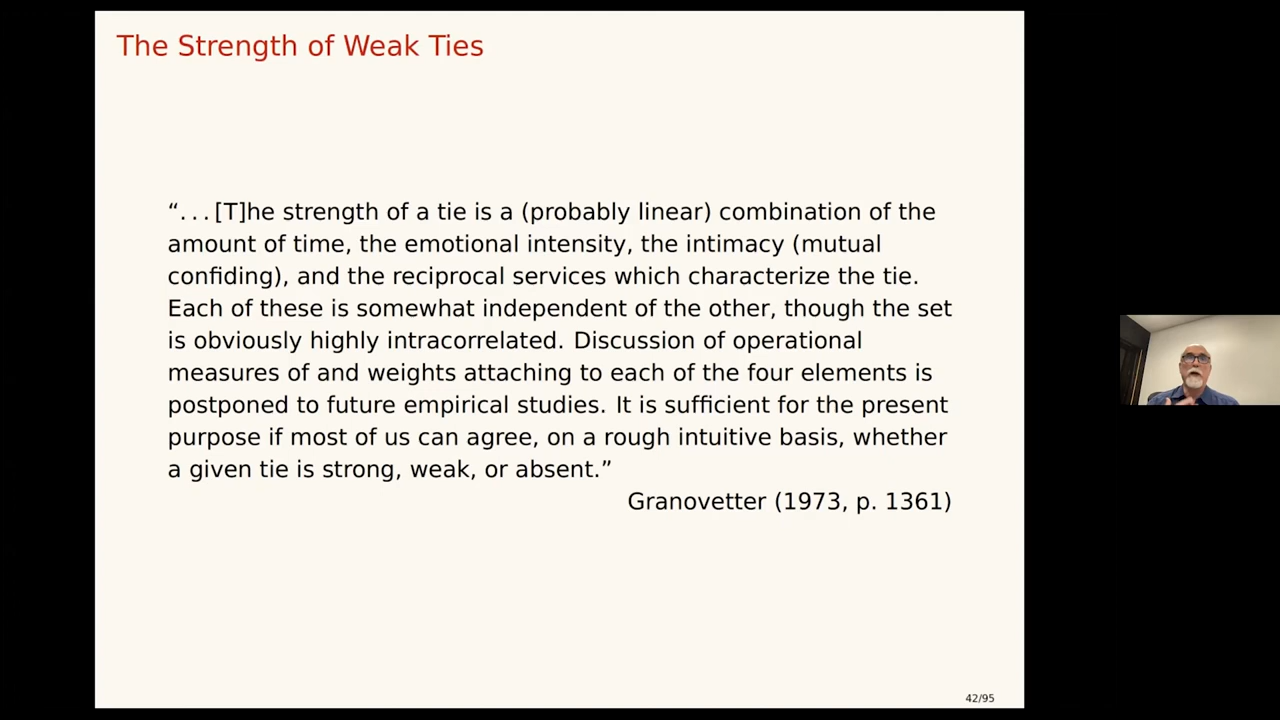 The Strength of Weak Ties
“. . . [T]he strength of a tie is a (probably linear) combination of the
amount of time, the emotional intensity, the intimacy (mutual
confiding), and the reciprocal services which characterize the tie.
Each of these is somewhat independent of the other, though the set
is obviously highly intracorrelated. Discussion of operational
measures of and weights attaching to each of the four elements is
postponed to future empirical studies. It is sufficient for the present
purpose if most of us can agree, on a rough intuitive basis, whether
a given tie is strong, weak, or absent.”
Granovetter (1973, p. 1361)
42/95